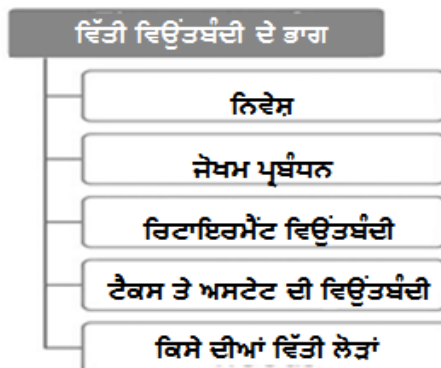 ਵਿੱਤੀ ਵਿਉਂਤਬੰਦੀ ਦੇ ਭਾਗ
ਨਿਵੇਸ਼
ਜੋਖਮ ਪ੍ਰਬੰਧਨ
ਰਿਟਾਇਰਮੈਂਟ ਵਿਉਂਤਬੰਦੀ
ਟੈਕਸ ਤੇ ਅਸਟੇਟ ਦੀ ਵਿਉਂਤਬੰਦੀ
ਕਿਸੇ ਦੀਆਂ ਵਿੱਤੀ ਲੋੜਾਂ